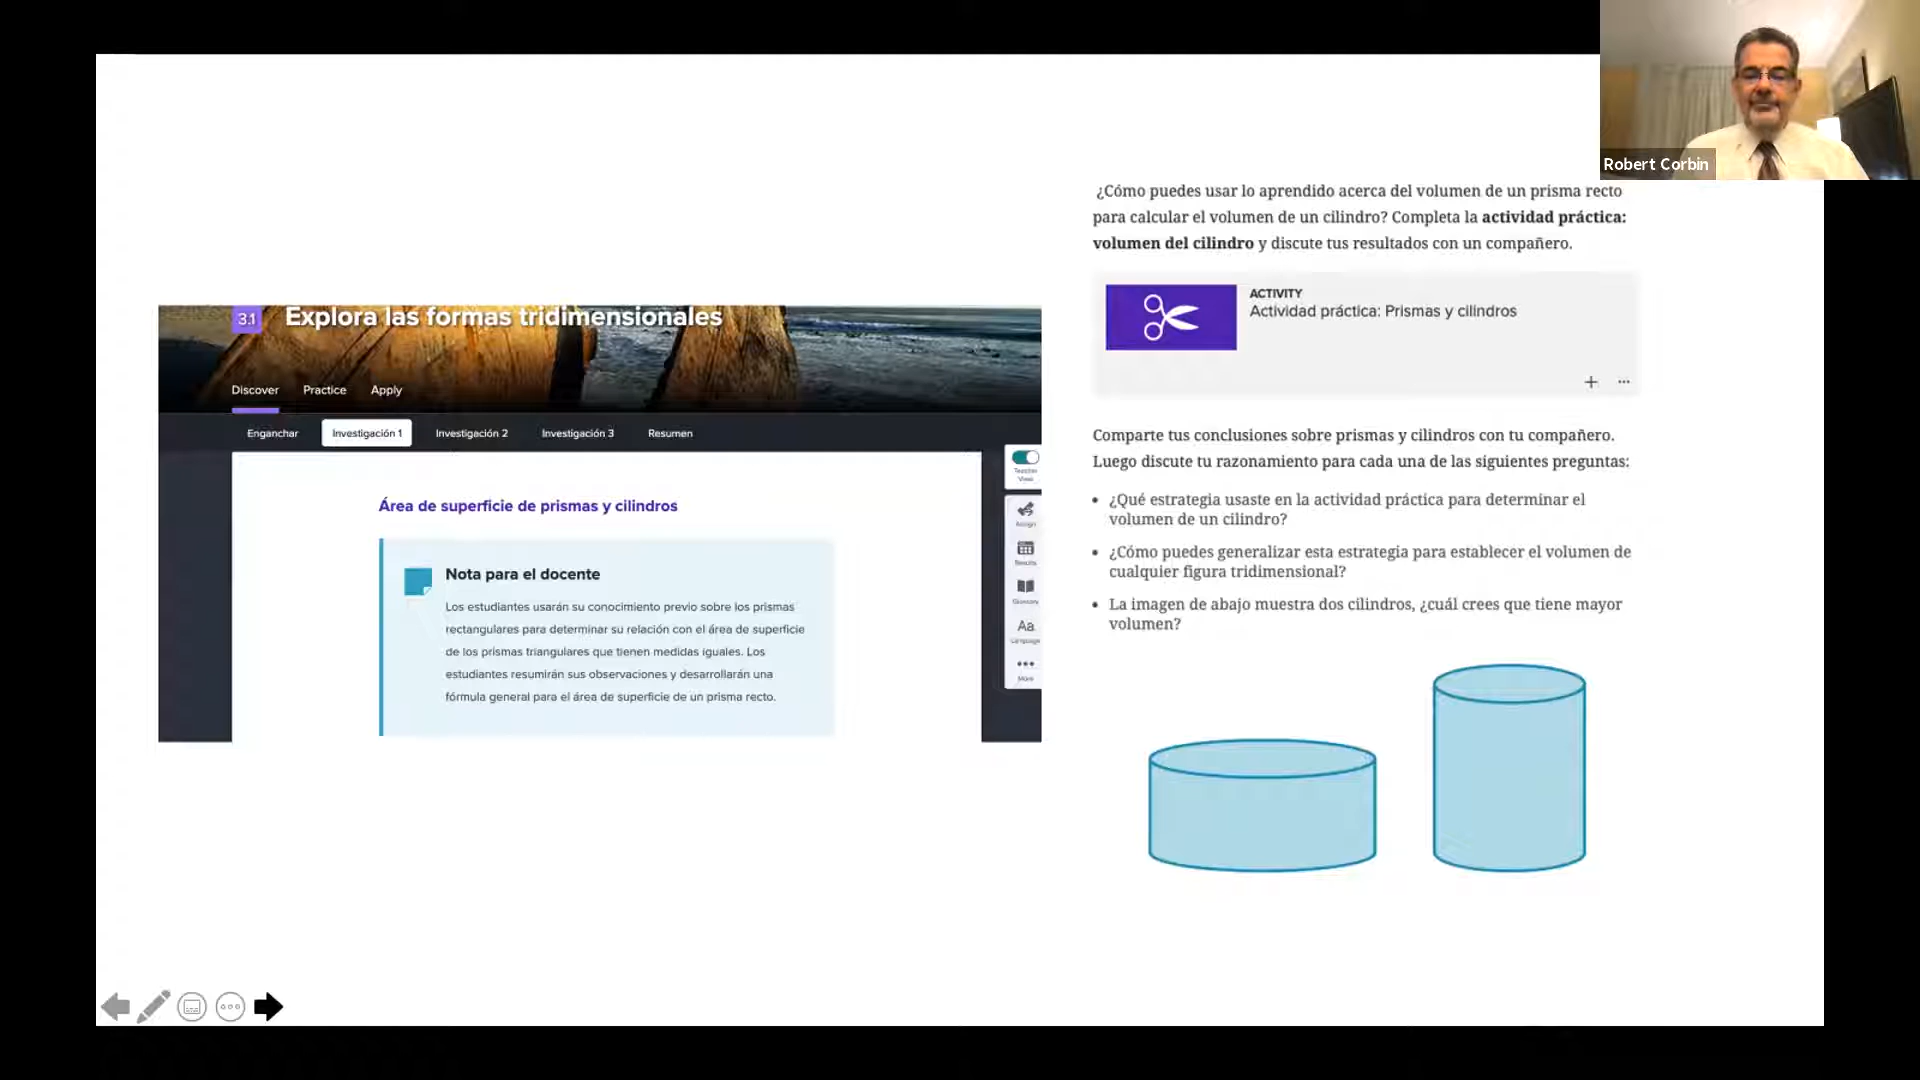 Robert Corbin
3.1 Explora las formas tridimensionales
Discover Practice Apply
Enganchar Investigación 1 Investigación 2 Investigación 3 Resumen
Teacher
View
Assign
Results
Glossary
Aa
Language
More
Área de superficie de prismas y cilindros
Nota para el docente
Los estudiantes usarán su conocimiento previo sobre los prismas
rectangulares para determinar su relación con el área de superficie
de los prismas triangulares que tienen medidas iguales. Los
estudiantes resumirán sus observaciones y desarrollarán una
fórmula general para el área de superficie de un prisma recto.
¿Cómo puedes usar lo aprendido acerca del volumen de un prisma recto
para calcular el volumen de un cilindro? Completa la actividad práctica:
volumen del cilindro y discute tus resultados con un compañero.
ACTIVITY
Actividad práctica: Prismas y cilindros
Comparte tus conclusiones sobre prismas y cilindros con tu compañero.
Luego discute tu razonamiento para cada una de las siguientes preguntas:
• ¿Qué estrategia usaste en la actividad práctica para determinar el
volumen de un cilindro?
• ¿Cómo puedes generalizar esta estrategia para establecer el volumen de
cualquier figura tridimensional?
• La imagen de abajo muestra dos cilindros, ¿cuál crees que tiene mayor
volumen?